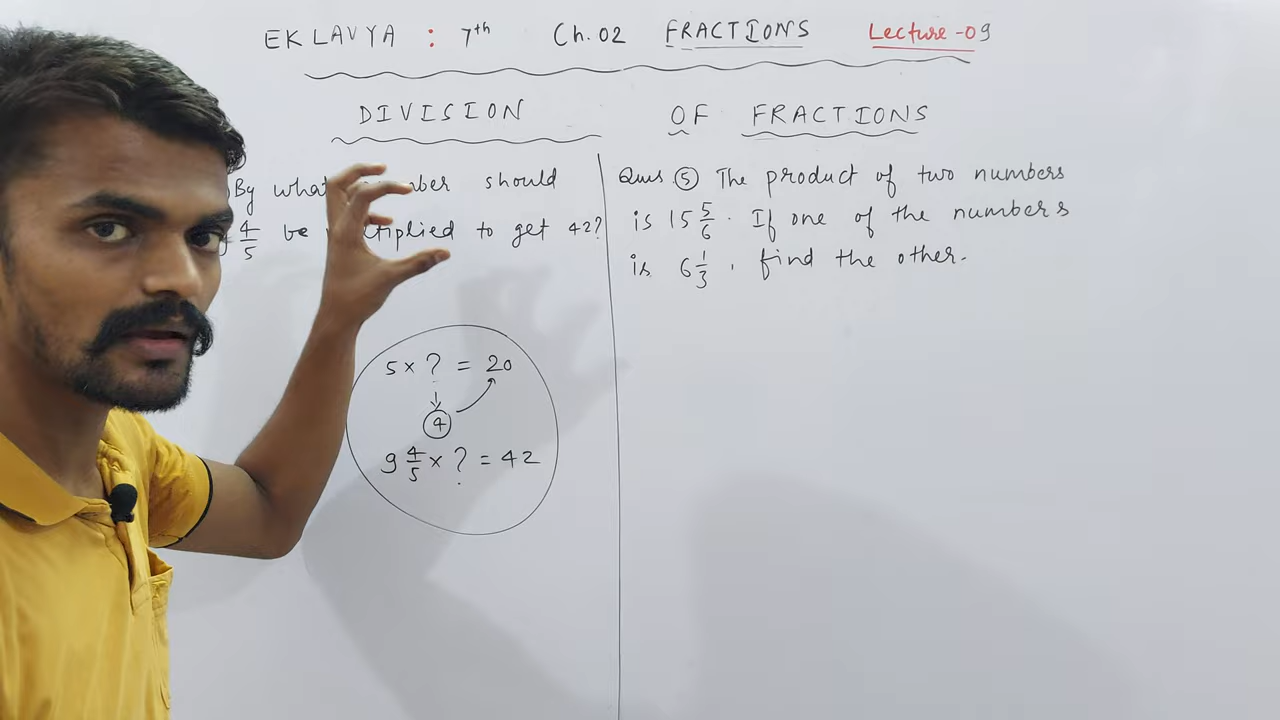 EKLAVYA : 7th Ch. 02 FRACTIONS Lecture -09
DIVISION OF FRACTIONS
By what should
4/5 be to get 42?
5 × ? = 20
4
9 4/5 × ? = 42
Ques 5 The product of two numbers
is 15 5/6 . If one of the numbers
is 6 1/3 , find the other.